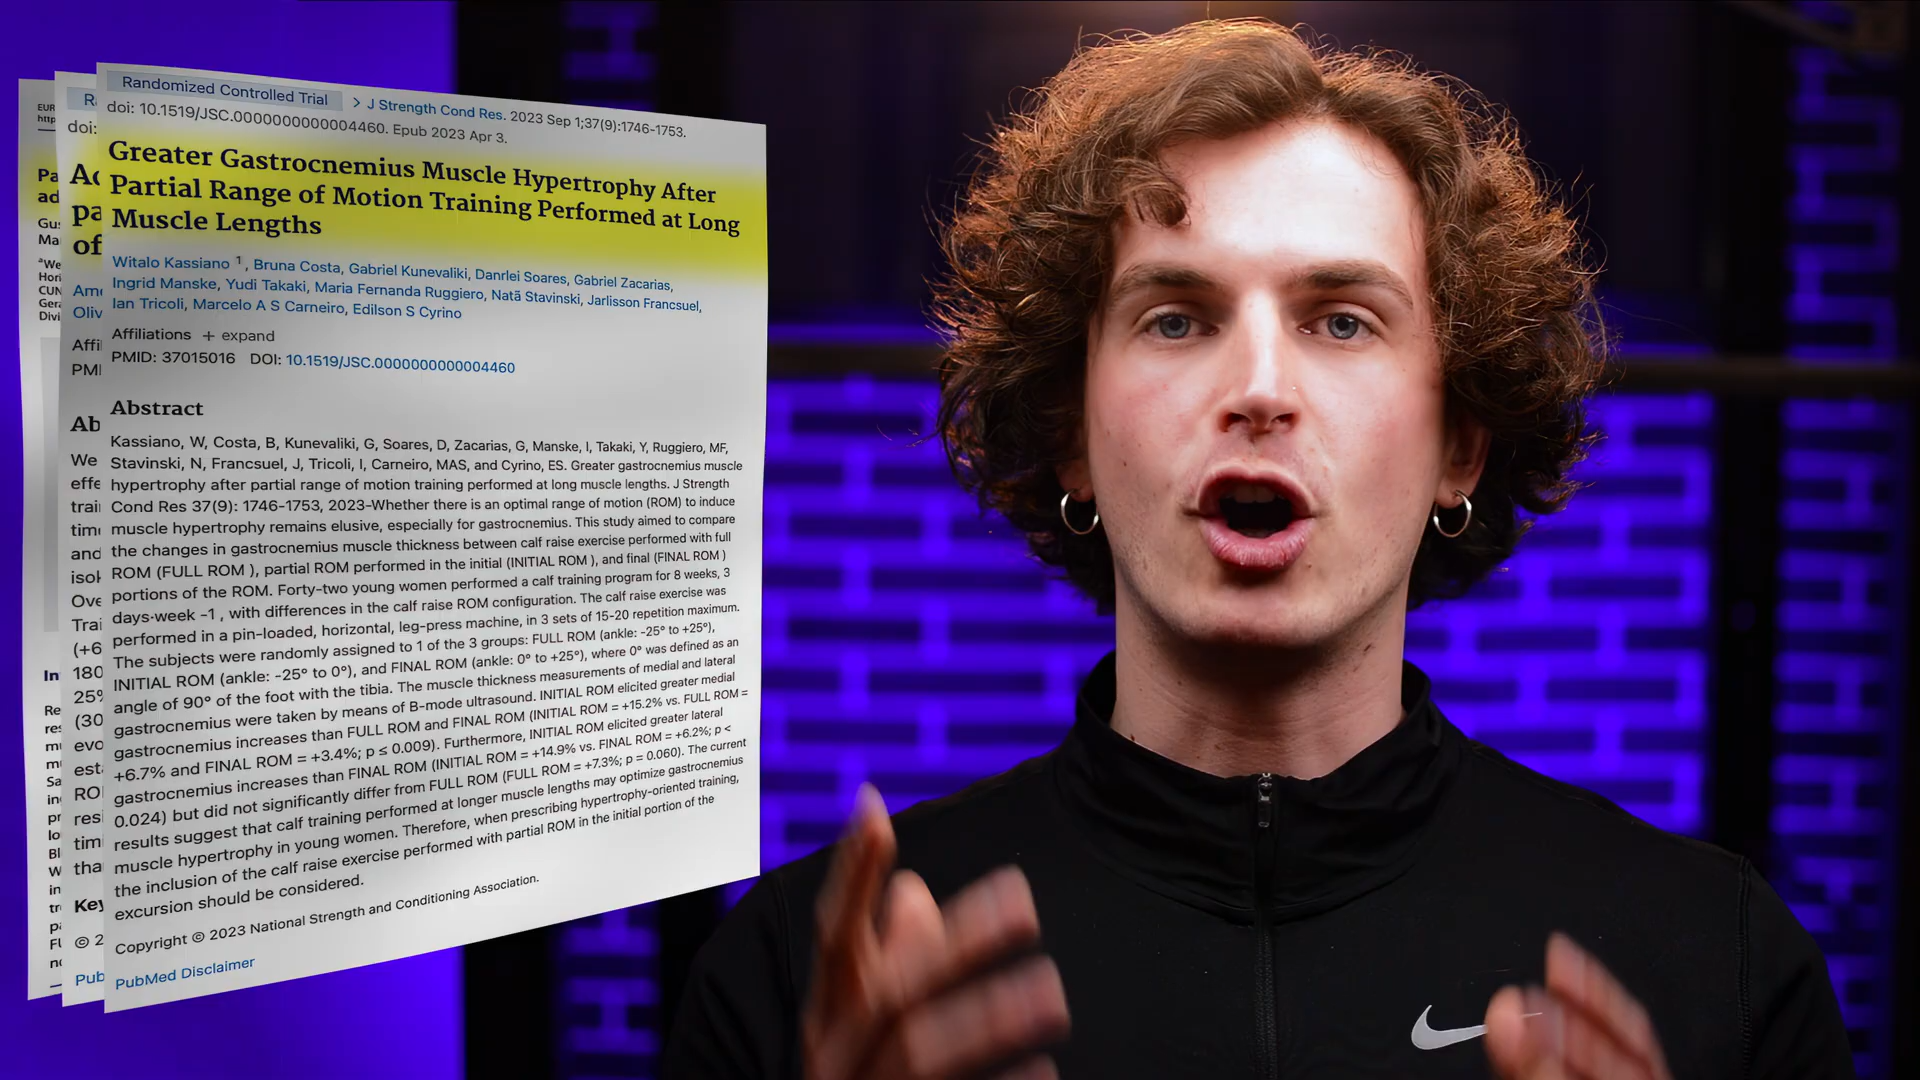 Randomized Controlled Trial > J Strength Cond Res. 2023 Sep 1;37(9):1746-1753.
doi: 10.1519/JSC.0000000000004460. Epub 2023 Apr 3.
Greater Gastrocnemius Muscle Hypertrophy After
Partial Range of Motion Training Performed at Long
Muscle Lengths
Witalo Kassiano 1, Bruna Costa, Gabriel Kunevaliki, Danrlei Soares, Gabriel Zacarias,
Ingrid Manske, Yudi Takaki, Maria Fernanda Ruggiero, Natã Stavinski, Jarlisson Francsuel,
Ian Tricoli, Marcelo A S Carneiro, Edilson S Cyrino
Affiliations + expand
PMID: 37015016 DOI: 10.1519/JSC.0000000000004460
Abstract
Kassiano, W, Costa, B, Kunevaliki, G, Soares, D, Zacarias, G, Manske, I, Takaki, Y, Ruggiero, MF,
Stavinski, N, Francsuel, J, Tricoli, I, Carneiro, MAS, and Cyrino, ES. Greater gastrocnemius muscle
hypertrophy after partial range of motion training performed at long muscle lengths. J Strength
Cond Res 37(9): 1746-1753, 2023-Whether there is an optimal range of motion (ROM) to induce
muscle hypertrophy remains elusive, especially for gastrocnemius. This study aimed to compare
the changes in gastrocnemius muscle thickness between calf raise exercise performed with full
ROM (FULL ROM ), partial ROM performed in the initial (INITIAL ROM ), and final (FINAL ROM )
portions of the ROM. Forty-two young women performed a calf training program for 8 weeks, 3
days·week -1 , with differences in the calf raise ROM configuration. The calf raise exercise was
performed in a pin-loaded, horizontal, leg-press machine, in 3 sets of 15-20 repetition maximum.
The subjects were randomly assigned to 1 of the 3 groups: FULL ROM (ankle: -25° to +25°),
INITIAL ROM (ankle: -25° to 0°), and FINAL ROM (ankle: 0° to +25°), where 0° was defined as an
angle of 90° of the foot with the tibia. The muscle thickness measurements of medial and lateral
gastrocnemius were taken by means of B-mode ultrasound. INITIAL ROM elicited greater medial
gastrocnemius increases than FULL ROM and FINAL ROM (INITIAL ROM = +15.2% vs. FULL ROM =
+6.7% and FINAL ROM = +3.4%; p ≤ 0.009). Furthermore, INITIAL ROM elicited greater lateral
gastrocnemius increases than FINAL ROM (INITIAL ROM = +14.9% vs. FINAL ROM = +6.2%; p <
0.024) but did not significantly differ from FULL ROM (FULL ROM = +7.3%; p = 0.060). The current
results suggest that calf training performed at longer muscle lengths may optimize gastrocnemius
muscle hypertrophy in young women. Therefore, when prescribing hypertrophy-oriented training,
the inclusion of the calf raise exercise performed with partial ROM in the initial portion of the
excursion should be considered.
Copyright © 2023 National Strength and Conditioning Association.
PubMed Disclaimer